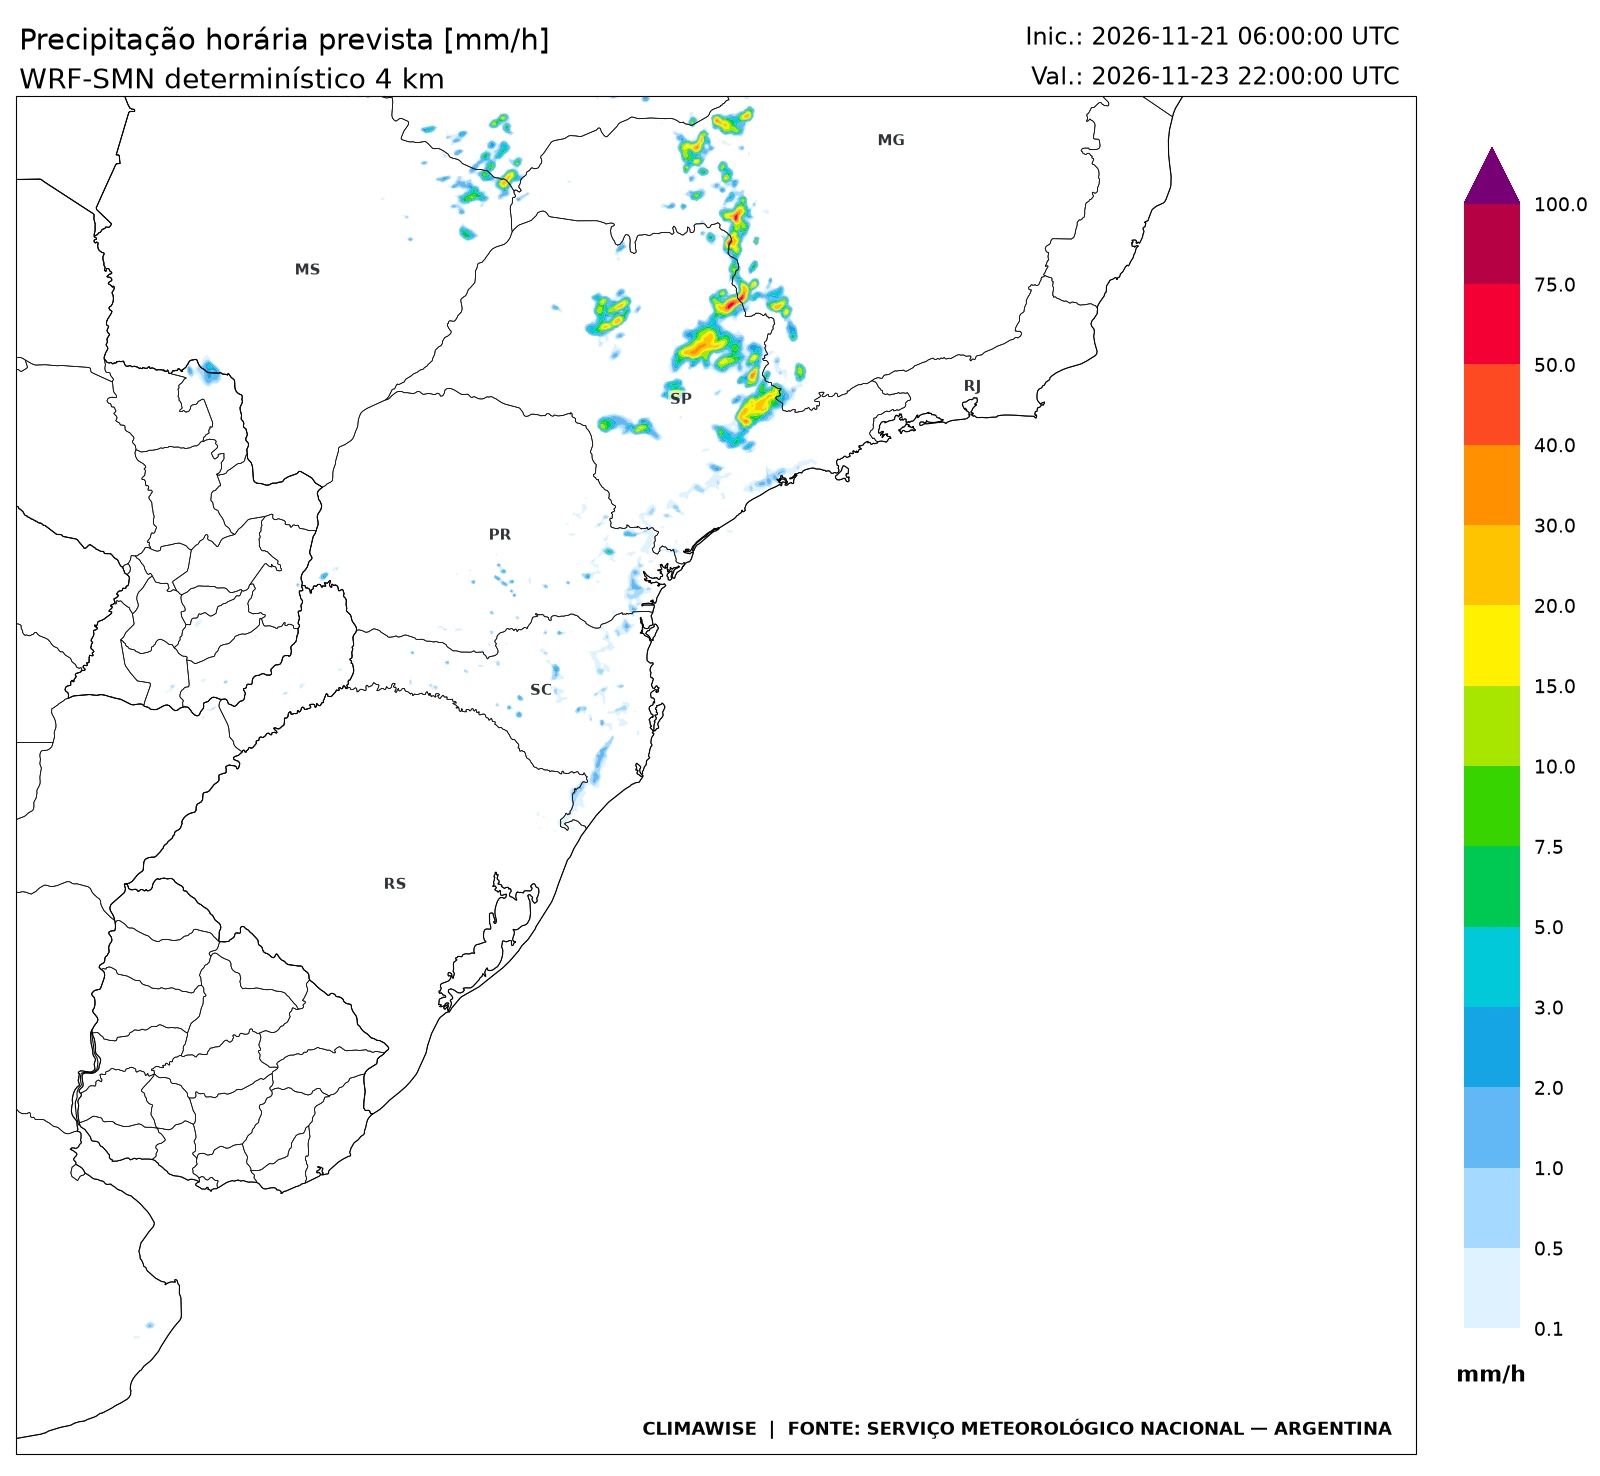 Precipitação horária prevista [mm/h]
WRF-SMN determinístico 4 km
Inic.: 2026-11-21 06:00:00 UTC
Val.: 2026-11-23 22:00:00 UTC
MG
MS
RJ
SP
PR
SC
RS
100.0
75.0
50.0
40.0
30.0
20.0
15.0
10.0
7.5
5.0
3.0
2.0
1.0
0.5
0.1
mm/h
CLIMAWISE | FONTE: SERVIÇO METEOROLÓGICO NACIONAL — ARGENTINA